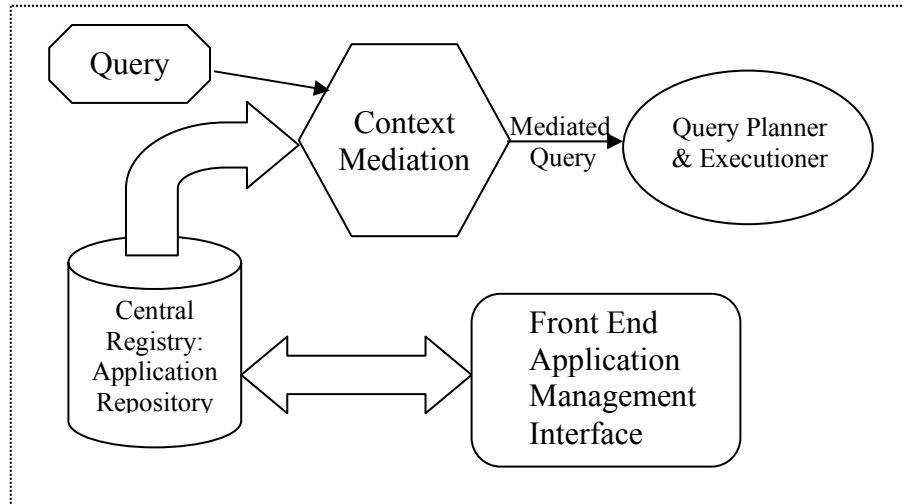 Query
Context
Mediation
Mediated
Query
Query Planner
& Executioner
Central
Registry:
Application
Repository
Front End
Application
Management
Interface